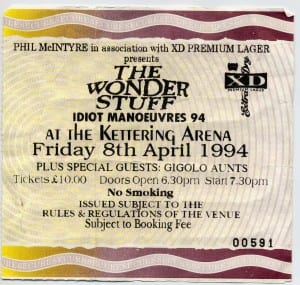 PHIL McINTYRE in association with XD PREMIUM LAGER
presents
THE
WONDER
STUFF
XD
Extra Dry
IDIOT MANOEUVRES 94
AT THE KETTERING ARENA
Friday 8th April 1994
PLUS SPECIAL GUESTS: GIGOLO AUNTS
Tickets £10.00 Doors Open 6.30pm Start 7.30pm
No Smoking
ISSUED SUBJECT TO THE
RULES & REGULATIONS OF THE VENUE
Subject to Booking Fee
00591